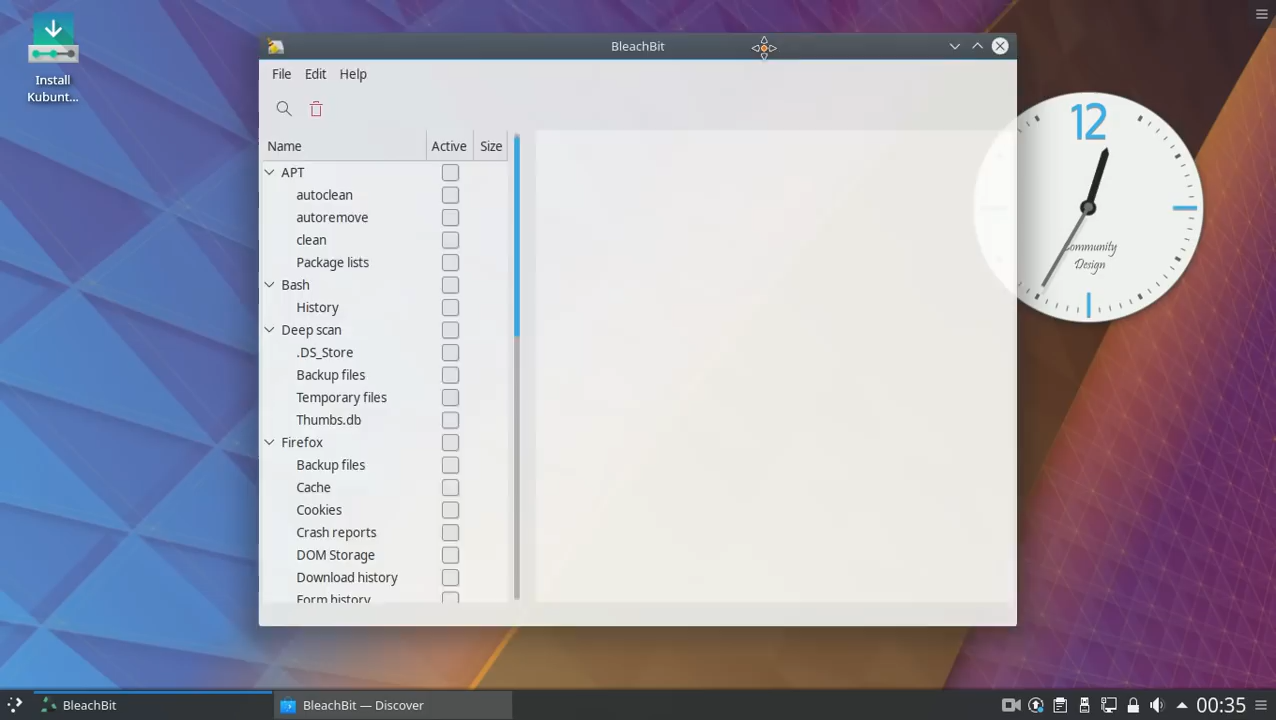 Install
Kubunt...
BleachBit
File Edit Help
Name Active Size
APT
autoclean
autoremove
clean
Package lists
Bash
History
Deep scan
.DS_Store
Backup files
Temporary files
Thumbs.db
Firefox
Backup files
Cache
Cookies
Crash reports
DOM Storage
Download history
Form history
12
Community
Design
BleachBit
BleachBit — Discover
00:35